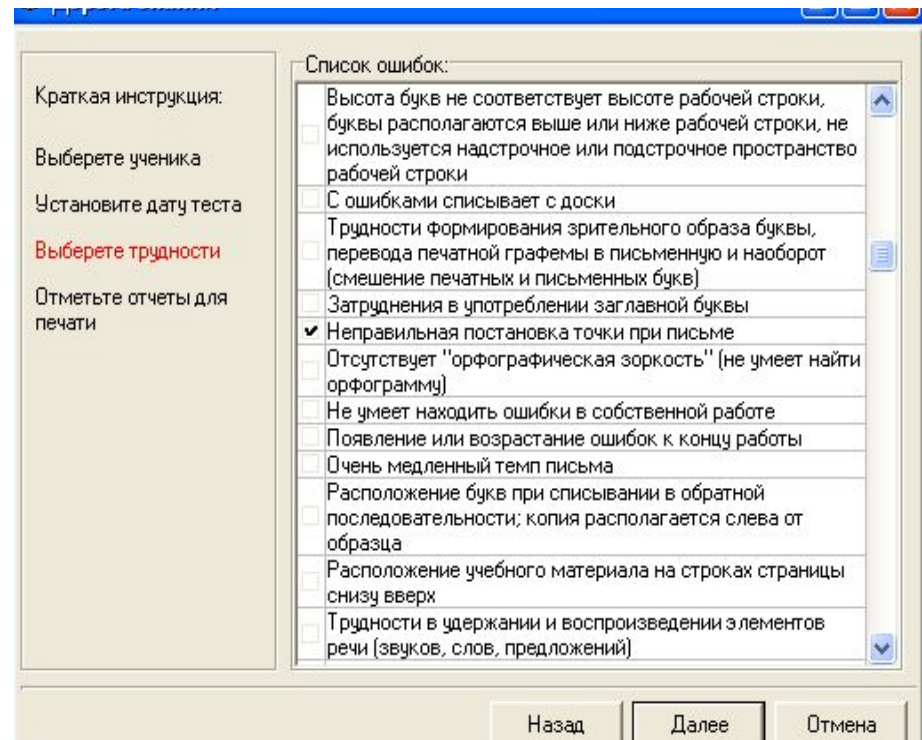 Краткая инструкция:
Выберете ученика
Установите дату теста
Выберете трудности
Отметьте отчеты для
печати
Список ошибок:
Высота букв не соответствует высоте рабочей строки,
буквы располагаются выше или ниже рабочей строки, не
используется надстрочное или подстрочное пространство
рабочей строки
С ошибками списывает с доски
Трудности формирования зрительного образа буквы,
перевода печатной графемы в письменную и наоборот
(смешение печатных и письменных букв)
Затруднения в употреблении заглавной буквы
Неправильная постановка точки при письме
Отсутствует "орфографическая зоркость" (не умеет найти
орфограмму)
Не умеет находить ошибки в собственной работе
Появление или возрастание ошибок к концу работы
Очень медленный темп письма
Расположение букв при списывании в обратной
последовательности; копия располагается слева от
образца
Расположение учебного материала на строках страницы
снизу вверх
Трудности в удержании и воспроизведении элементов
речи (звуков, слов, предложений)
Назад
Далее
Отмена